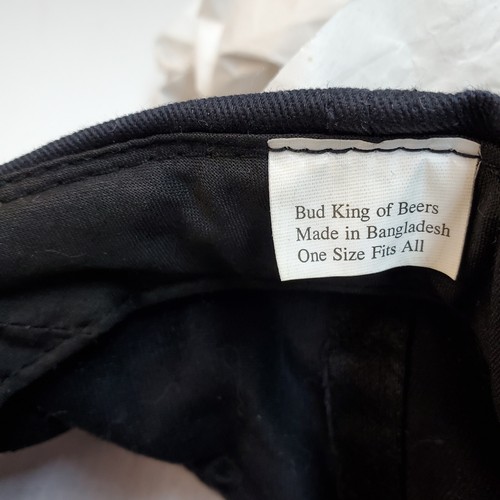 Bud King of Beers
Made in Bangladesh
One Size Fits All